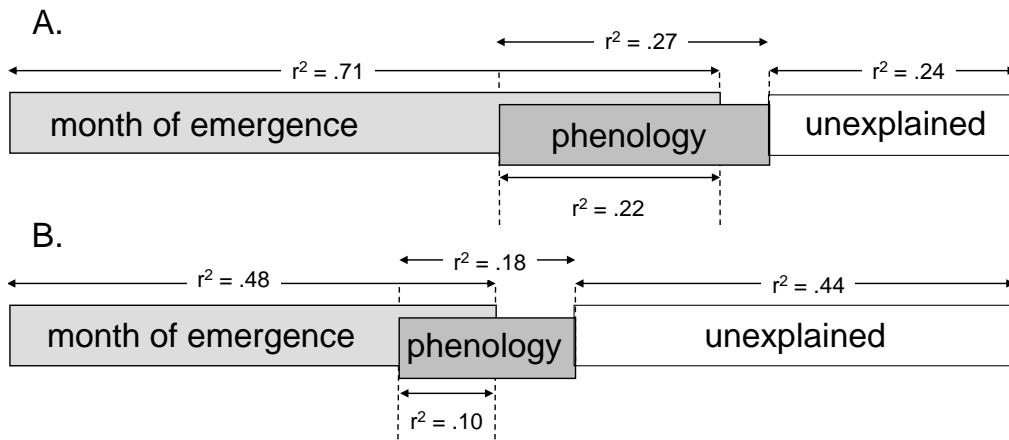 A.
r² = .27
r² = .71
r² = .24
month of emergence
phenology
unexplained
r² = .22
B.
r² = .18
r² = .48
r² = .44
month of emergence
phenology
unexplained
r² = .10